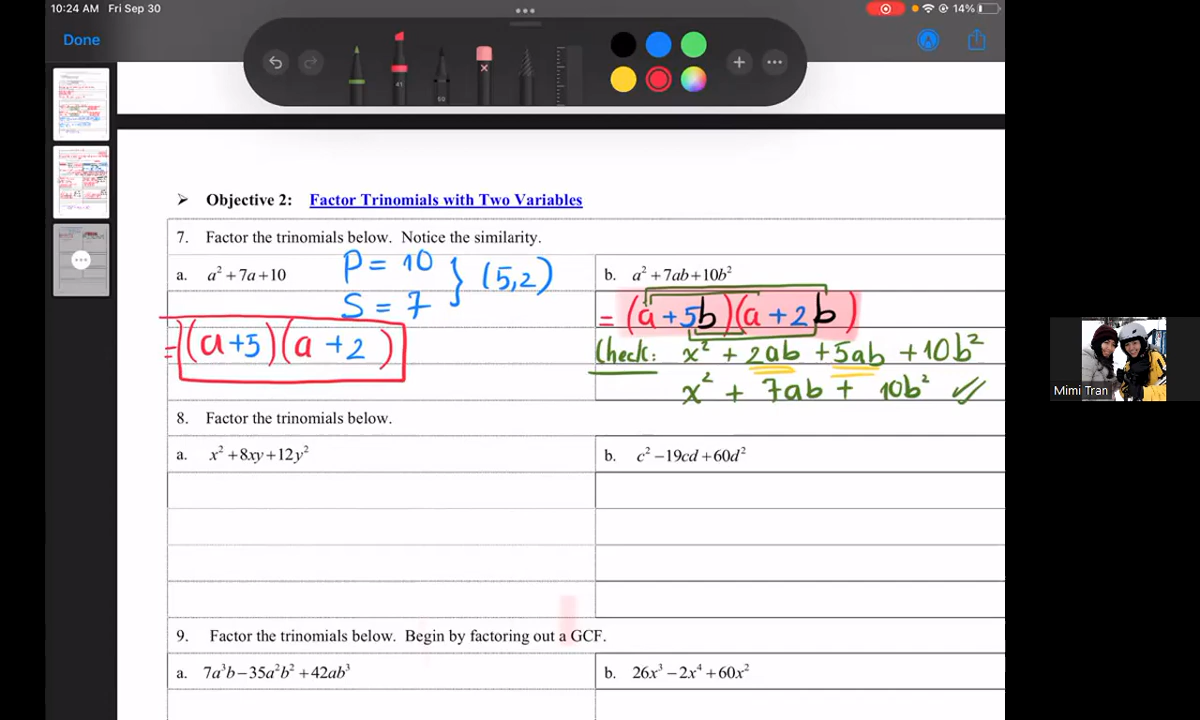 10:24 AM Fri Sep 30
14%
Done
41
50
➤ Objective 2: Factor Trinomials with Two Variables
7. Factor the trinomials below. Notice the similarity.
a. a² + 7a + 10
P = 10
S = 7
} (5,2)
= (a+5)(a+2)
b. a² + 7ab + 10b²
= (a+5b)(a+2b)
Check: x² + 2ab + 5ab + 10b²
x² + 7ab + 10b² ✓
8. Factor the trinomials below.
a. x² + 8xy + 12y²
b. c² − 19cd + 60d²
9. Factor the trinomials below. Begin by factoring out a GCF.
a. 7a³b − 35a²b² + 42ab³
b. 26x³ − 2x⁴ + 60x²
Mimi Tran